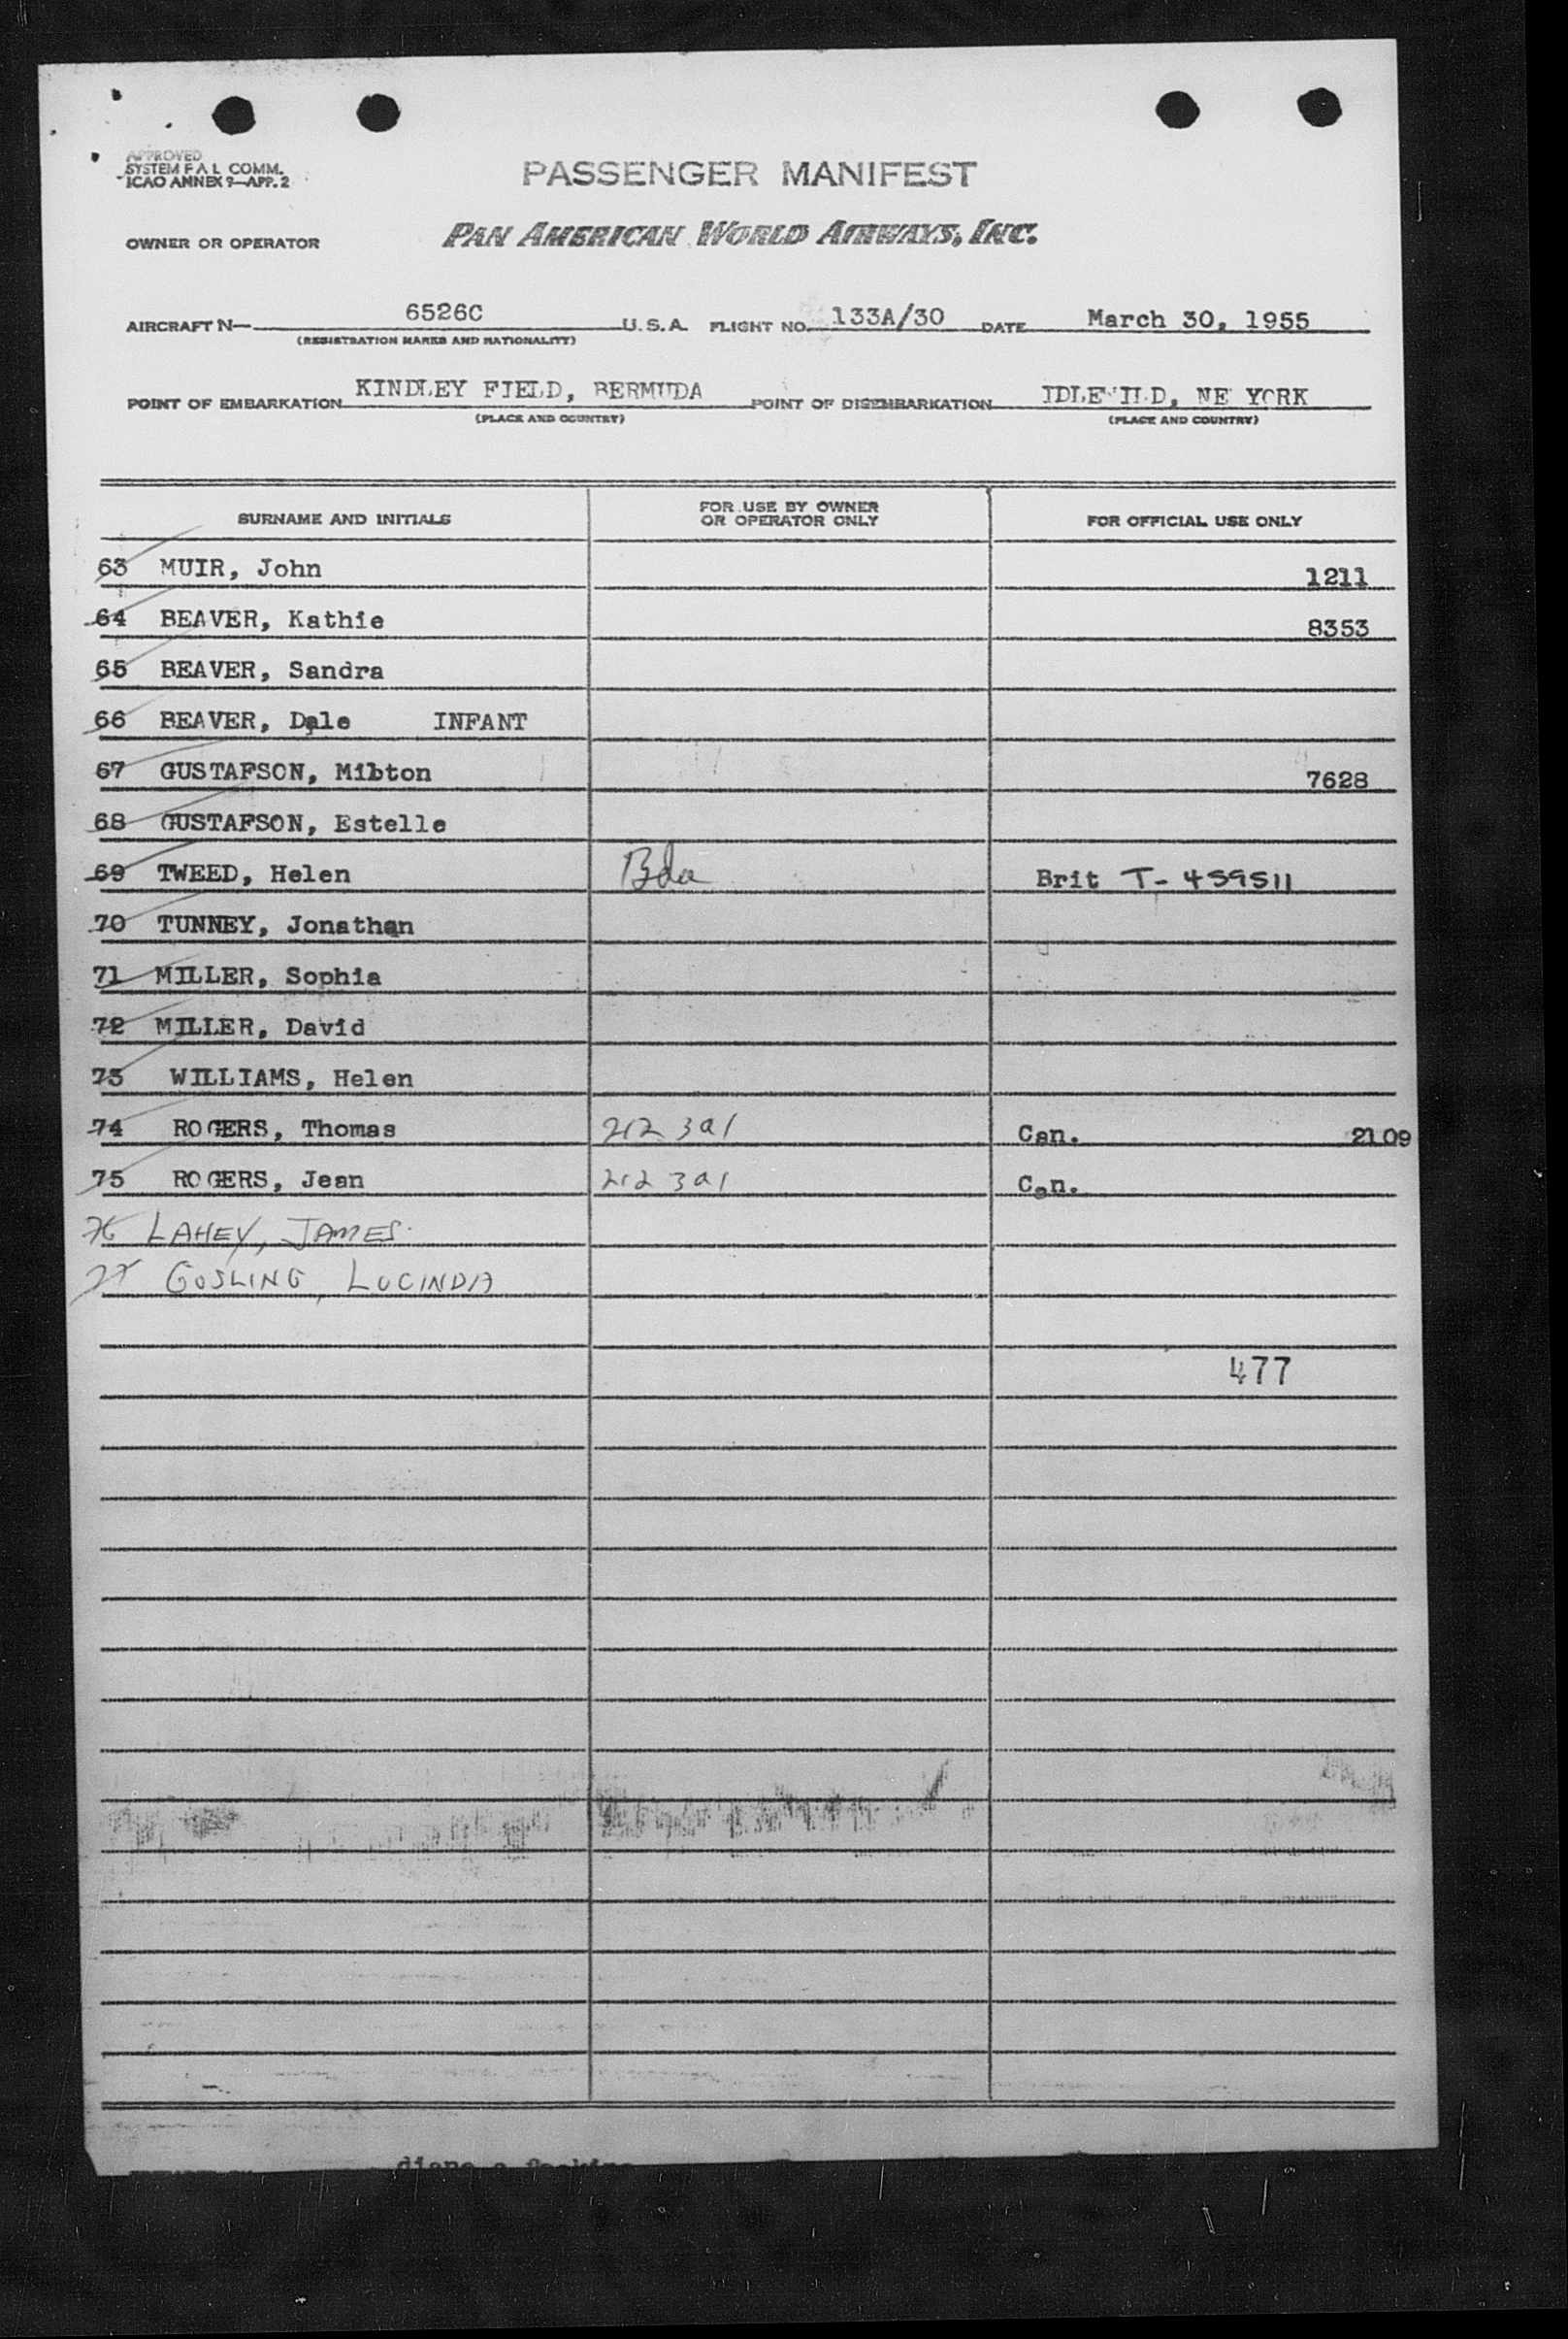 APPROVED
SYSTEM F A L COMM.
ICAO ANNEX 9—APP. 2
PASSENGER MANIFEST
OWNER OR OPERATOR PAN AMERICAN WORLD AIRWAYS, INC.
AIRCRAFT N— 6526C U.S.A. FLIGHT NO. 133A/30 DATE March 30, 1955
(REGISTRATION MARKS AND NATIONALITY)
POINT OF EMBARKATION KINDLEY FIELD, BERMUDA POINT OF DISEMBARKATION IDLEWILD, NE YORK
(PLACE AND COUNTRY) (PLACE AND COUNTRY)
SURNAME AND INITIALS FOR USE BY OWNER OR OPERATOR ONLY FOR OFFICIAL USE ONLY
63 MUIR, John 1211
64 BEAVER, Kathie 8353
65 BEAVER, Sandra
66 BEAVER, Dale INFANT
67 GUSTAFSON, Milton 7628
68 GUSTAFSON, Estelle
69 TWEED, Helen Bda Brit T- 459511
70 TUNNEY, Jonathan
71 MILLER, Sophia
72 MILLER, David
73 WILLIAMS, Helen
74 ROGERS, Thomas 212 3a1 Can. 2109
75 ROGERS, Jean 212 3a1 Can.
76 LAHEY, JAMES.
77 GOSLING, LUCINDA
477